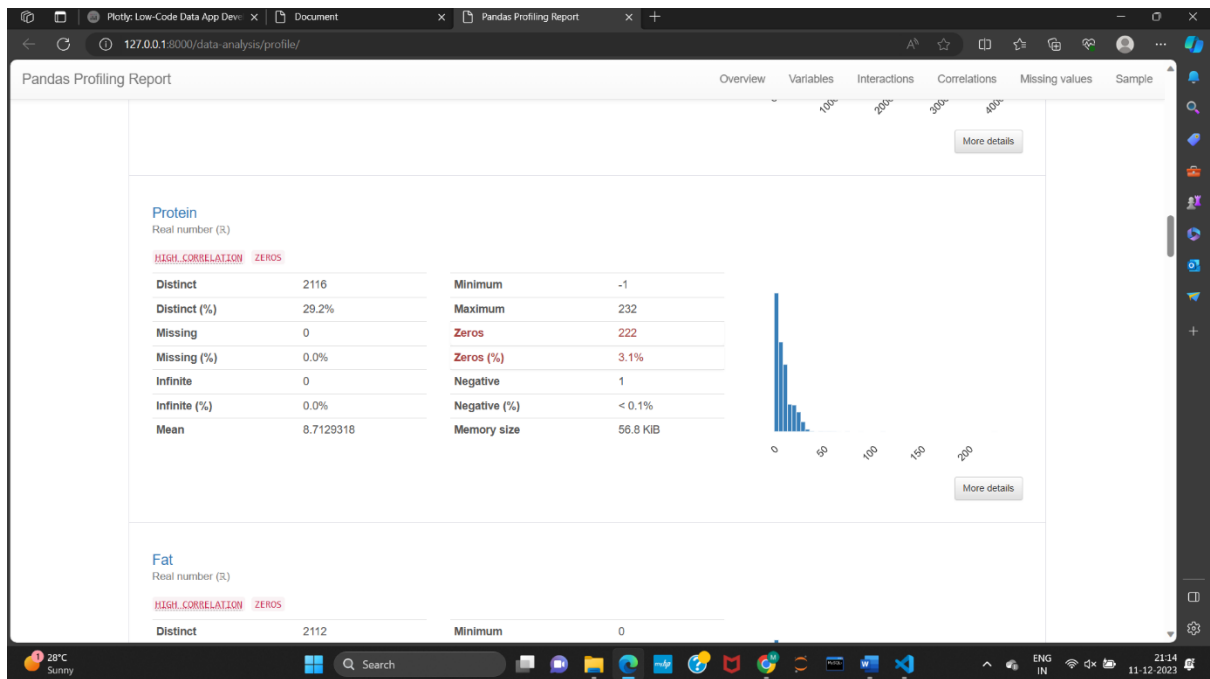 Plotly: Low-Code Data App Deve
Document
Pandas Profiling Report
127.0.0.1:8000/data-analysis/profile/
Pandas Profiling Report
Overview Variables Interactions Correlations Missing values Sample
More details
Protein
Real number (ℝ)
HIGH CORRELATION ZEROS
Distinct 2116 Minimum -1
Distinct (%) 29.2% Maximum 232
Missing 0 Zeros 222
Missing (%) 0.0% Zeros (%) 3.1%
Infinite 0 Negative 1
Infinite (%) 0.0% Negative (%) < 0.1%
Mean 8.7129318 Memory size 56.8 KiB
0 50 100 150 200
More details
Fat
Real number (ℝ)
HIGH CORRELATION ZEROS
Distinct 2112 Minimum 0
1
28°C
Sunny
Search
ENG
IN
21:14
11-12-2023